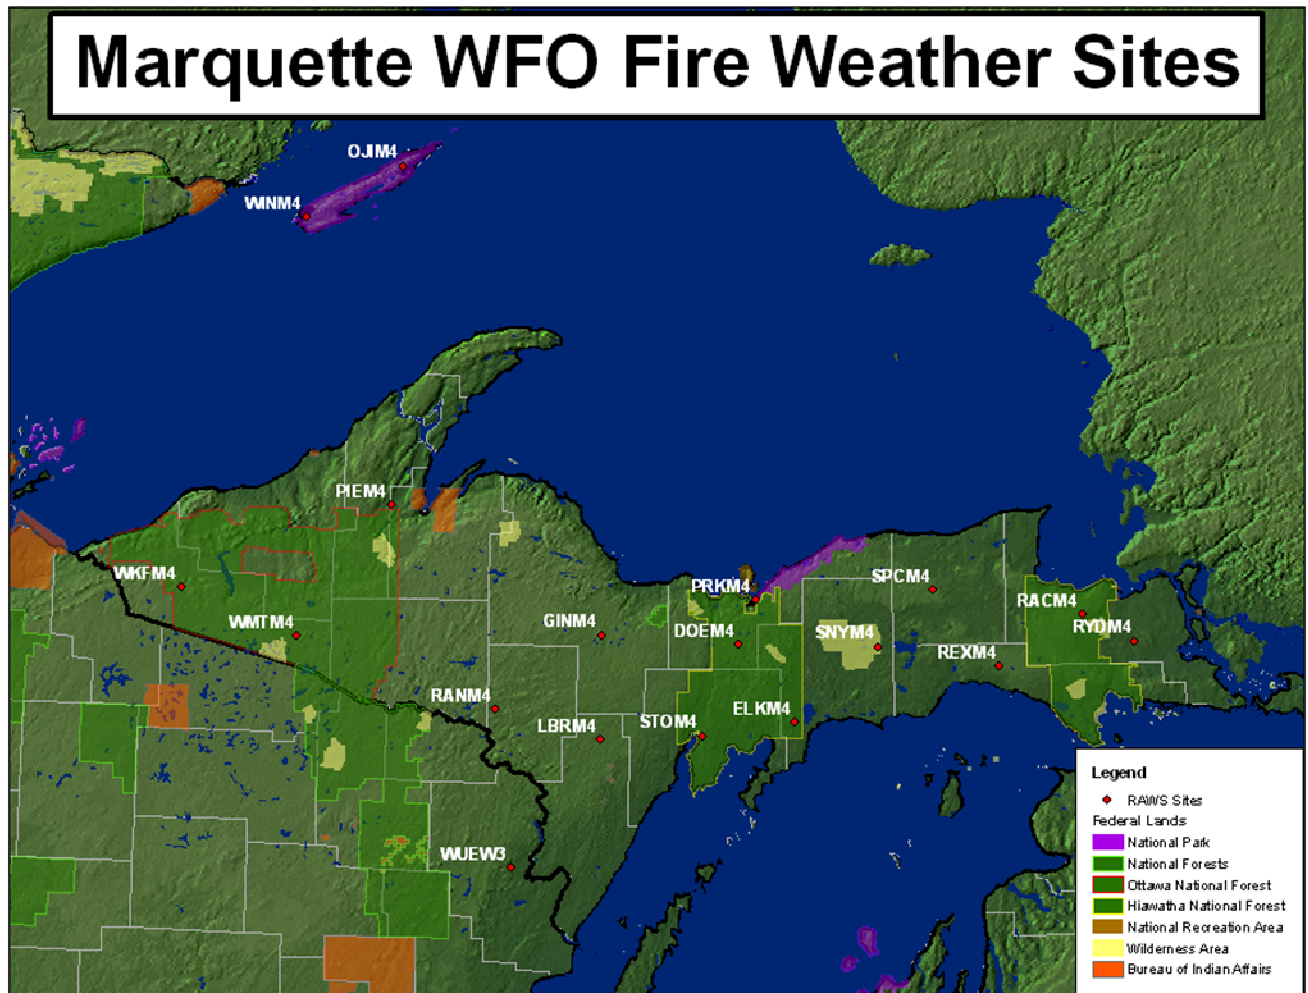 Marquette WFO Fire Weather Sites
OJIM4
WINM4
PIEM4
WKFM4
WMTM4
GINM4
PRKM4
SPCM4
RACM4
DOEM4
SNYM4
RYDM4
REXM4
RANM4
LBRM4
STOM4
ELKM4
WUEW3
Legend
RAWS Sites
Federal Lands
National Park
National Forests
Ottawa National Forest
Hiawatha National Forest
National Recreation Area
Wilderness Area
Bureau of Indian Affairs